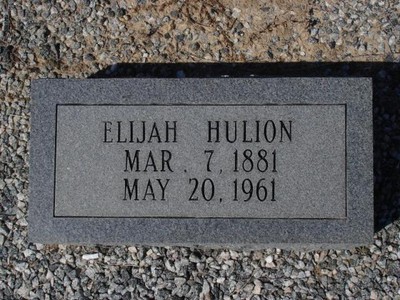 ELIJAH HULION
MAR. 7, 1881
MAY 20, 1961